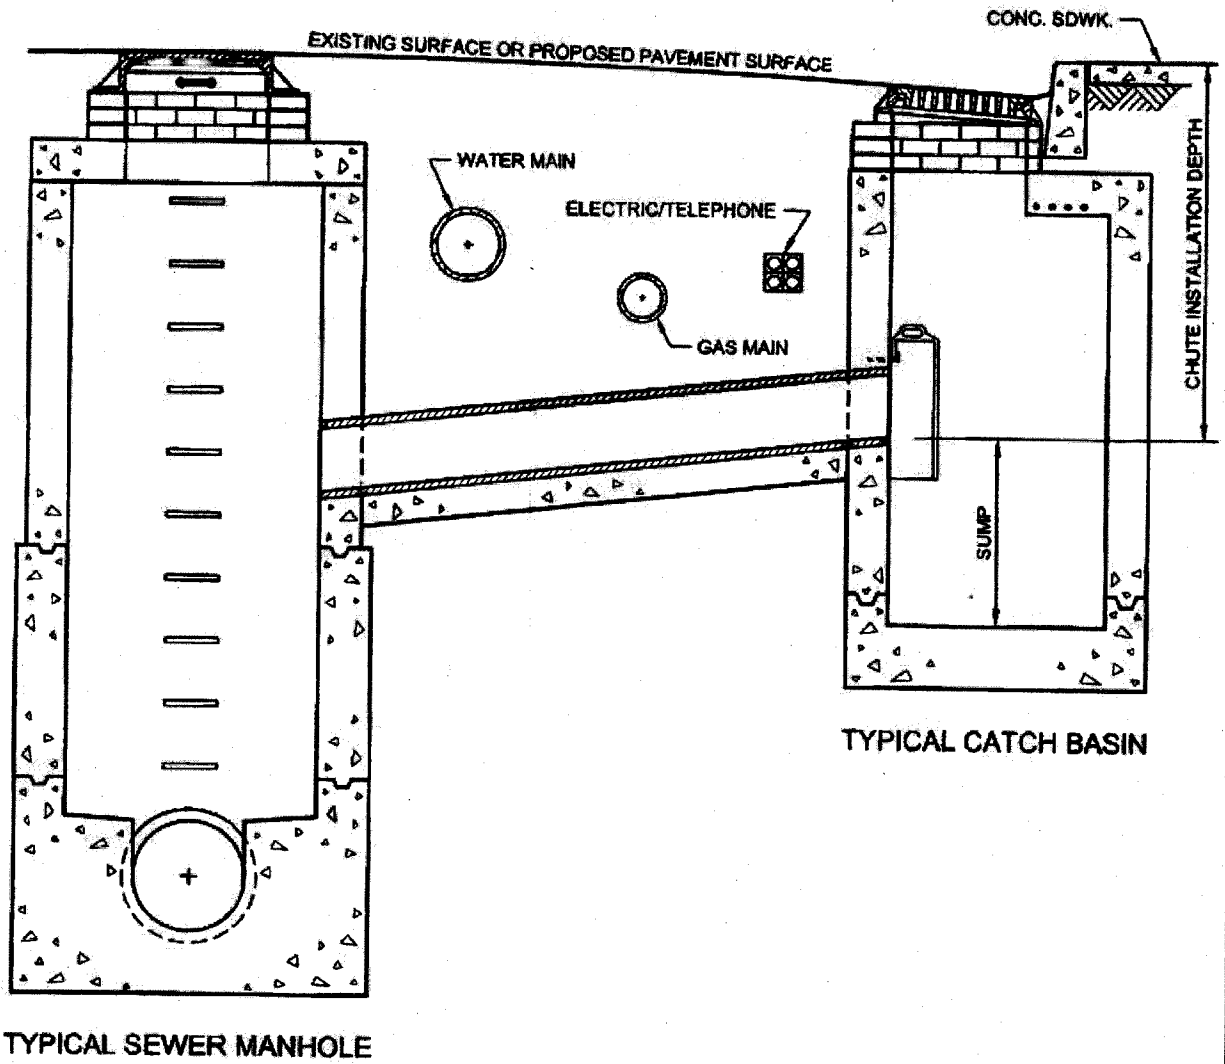 CONC. SDWK.
EXISTING SURFACE OR PROPOSED PAVEMENT SURFACE
WATER MAIN
ELECTRIC/TELEPHONE
GAS MAIN
CHUTE INSTALLATION DEPTH
SUMP
TYPICAL CATCH BASIN
TYPICAL SEWER MANHOLE